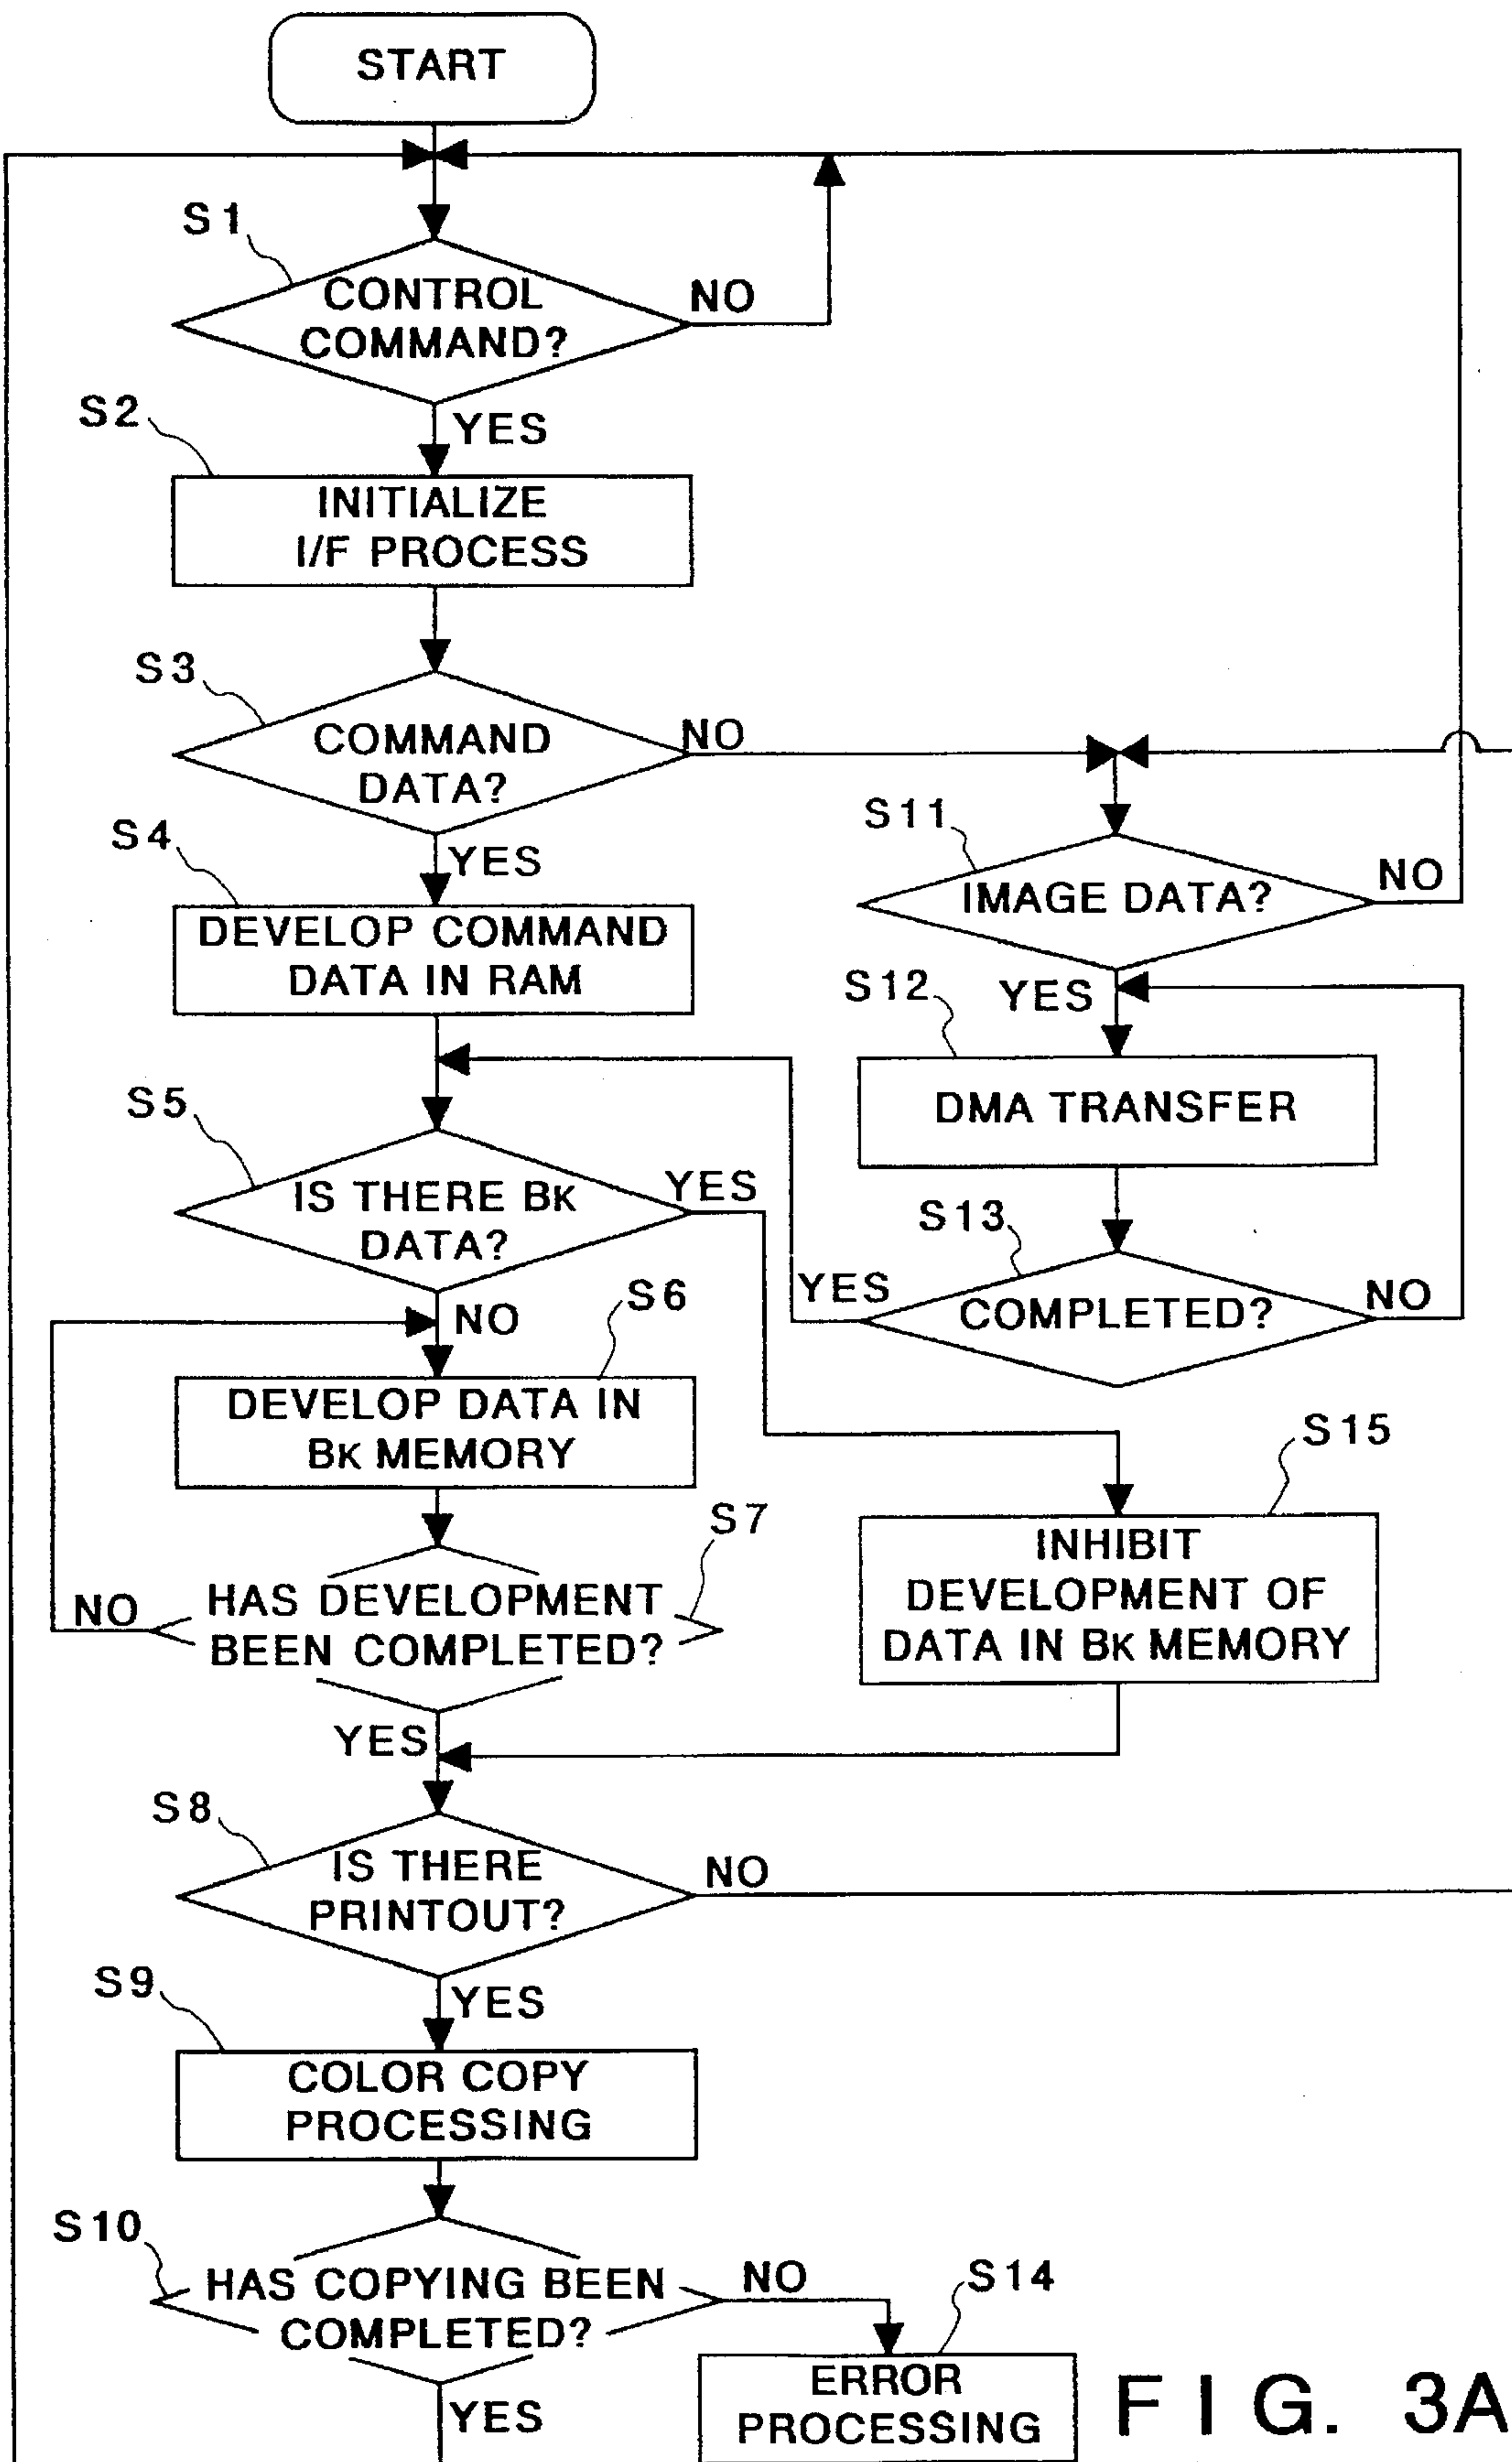 START
S1
CONTROL
COMMAND?
NO
YES
S2
INITIALIZE
I/F PROCESS
S3
COMMAND
DATA?
NO
YES
S4
DEVELOP COMMAND
DATA IN RAM
S11
IMAGE DATA?
NO
YES
S12
DMA TRANSFER
S13
COMPLETED?
YES
NO
S5
IS THERE BK
DATA?
YES
NO
S6
DEVELOP DATA IN
BK MEMORY
S7
HAS DEVELOPMENT
BEEN COMPLETED?
NO
YES
S15
INHIBIT
DEVELOPMENT OF
DATA IN BK MEMORY
S8
IS THERE
PRINTOUT?
NO
YES
S9
COLOR COPY
PROCESSING
S10
HAS COPYING BEEN
COMPLETED?
NO
YES
S14
ERROR
PROCESSING
FIG. 3A